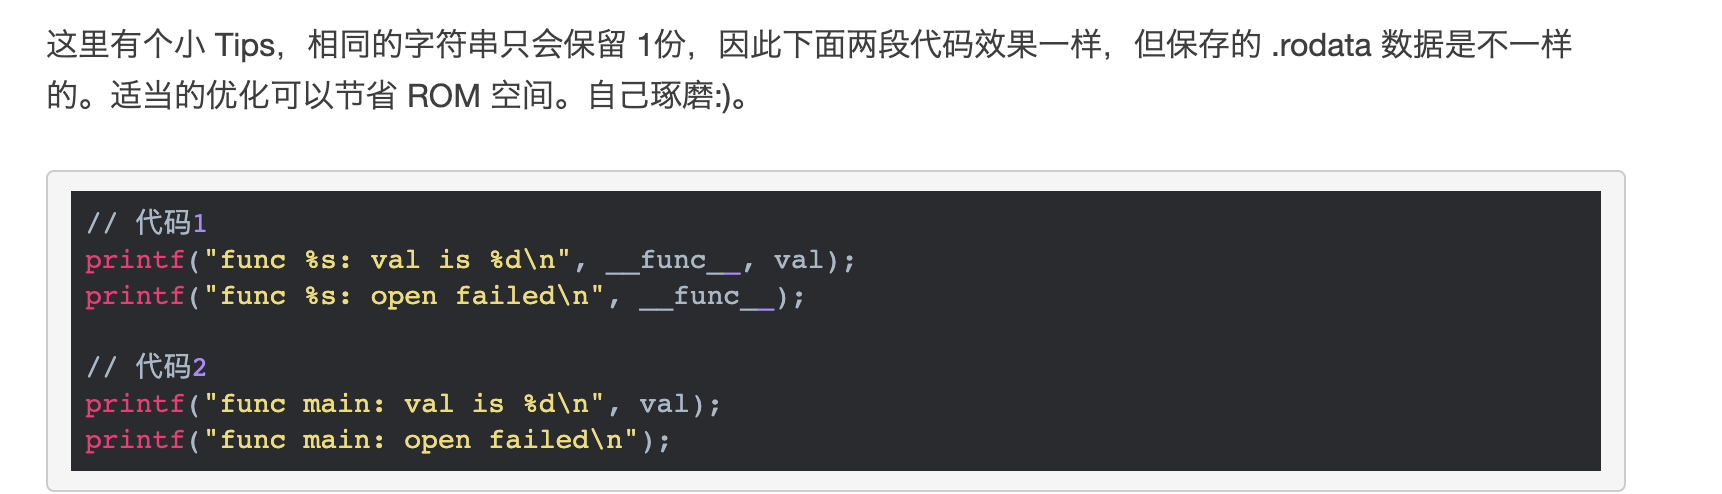 这里有个小 Tips，相同的字符串只会保留 1份，因此下面两段代码效果一样，但保存的 .rodata 数据是不一样
的。适当的优化可以节省 ROM 空间。自己琢磨:)。
// 代码1
printf("func %s: val is %d\n", __func__, val);
printf("func %s: open failed\n", __func__);
// 代码2
printf("func main: val is %d\n", val);
printf("func main: open failed\n");